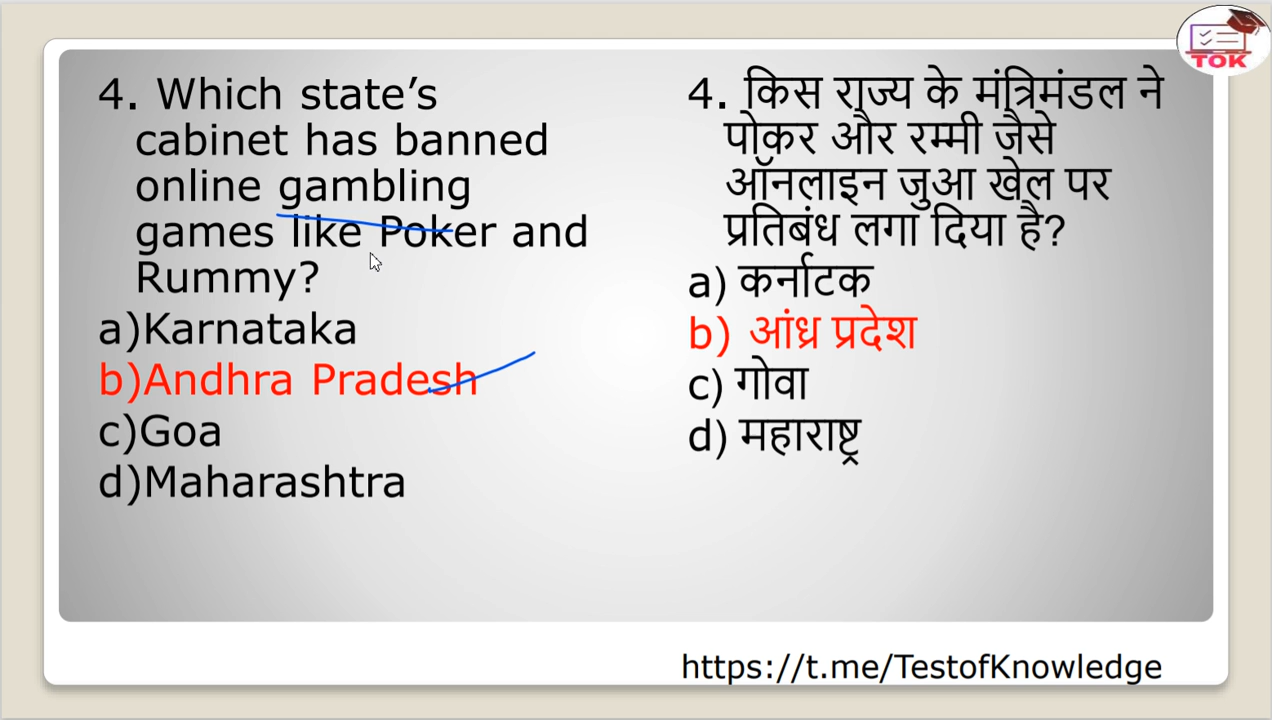 TOK
4. Which state’s
cabinet has banned
online gambling
games like Poker and
Rummy?
a)Karnataka
b)Andhra Pradesh
c)Goa
d)Maharashtra
4. किस राज्य के मंत्रिमंडल ने
पोकर और रम्मी जैसे
ऑनलाइन जुआ खेल पर
प्रतिबंध लगा दिया है?
a) कर्नाटक
b) आंध्र प्रदेश
c) गोवा
d) महाराष्ट्र
https://t.me/TestofKnowledge